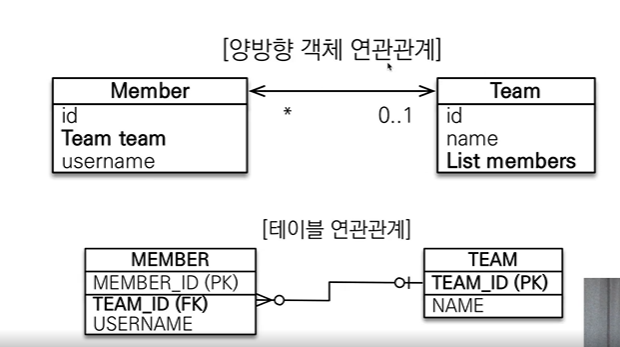 [양방향 객체 연관관계]
Member
id
Team team
username
*
0..1
Team
id
name
List members
[테이블 연관관계]
MEMBER
MEMBER_ID (PK)
TEAM_ID (FK)
USERNAME
TEAM
TEAM_ID (PK)
NAME